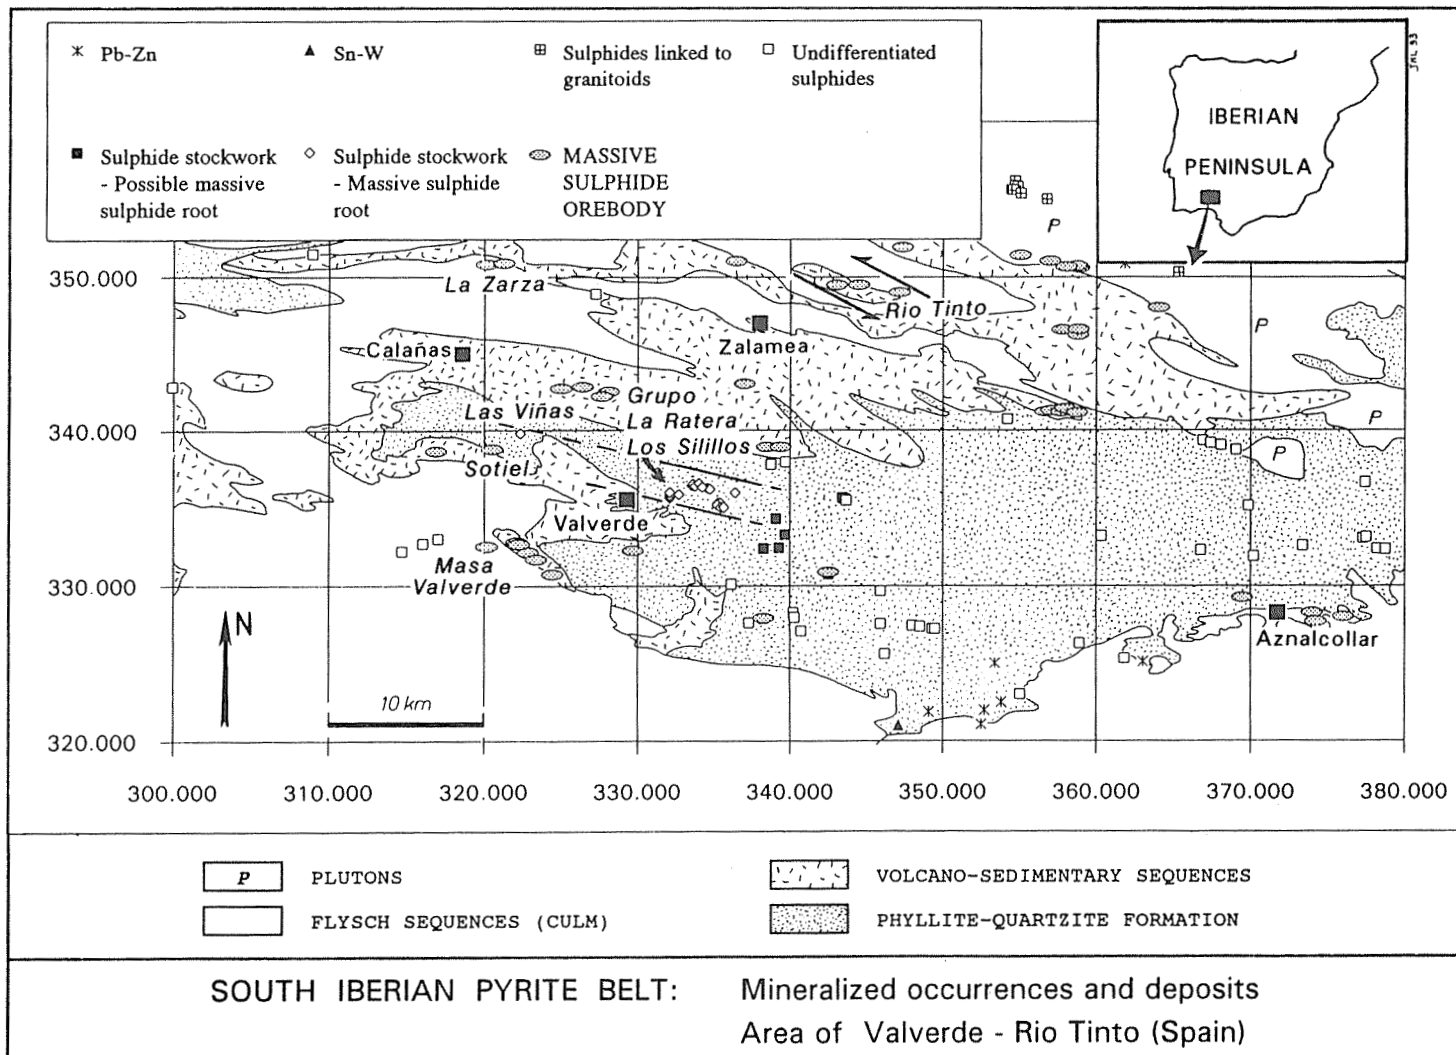 Pb-Zn
Sn-W
Sulphides linked to
granitoids
Undifferentiated
sulphides
Sulphide stockwork
- Possible massive
sulphide root
Sulphide stockwork
- Massive sulphide
root
MASSIVE
SULPHIDE
OREBODY
IBERIAN
PENINSULA
JML 93
P
350.000
La Zarza
Rio Tinto
P
Calañas
Zalamea
Grupo
Las Viñas
La Ratera
Los Silillos
P
340.000
P
Sotiel
Valverde
Masa
Valverde
330.000
N
Aznalcollar
10 km
320.000
300.000 310.000 320.000 330.000 340.000 350.000 360.000 370.000 380.000
P PLUTONS
FLYSCH SEQUENCES (CULM)
VOLCANO-SEDIMENTARY SEQUENCES
PHYLLITE-QUARTZITE FORMATION
SOUTH IBERIAN PYRITE BELT: Mineralized occurrences and deposits
Area of Valverde - Rio Tinto (Spain)